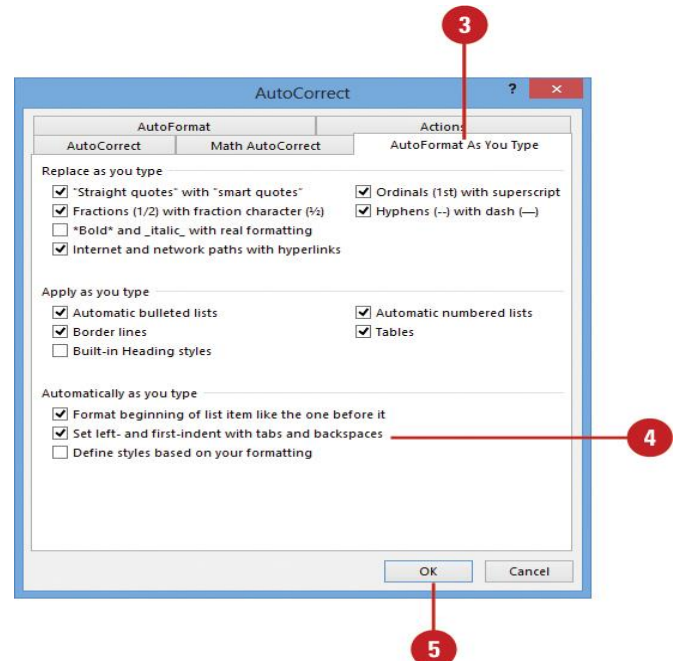 3
AutoCorrect ? ×
AutoFormat Actions
AutoCorrect Math AutoCorrect AutoFormat As You Type
Replace as you type
"Straight quotes" with “smart quotes”
Ordinals (1st) with superscript
Fractions (1/2) with fraction character (½)
Hyphens (--) with dash (—)
*Bold* and _italic_ with real formatting
Internet and network paths with hyperlinks
Apply as you type
Automatic bulleted lists
Automatic numbered lists
Border lines
Tables
Built-in Heading styles
Automatically as you type
Format beginning of list item like the one before it
Set left- and first-indent with tabs and backspaces
4
Define styles based on your formatting
OK Cancel
5